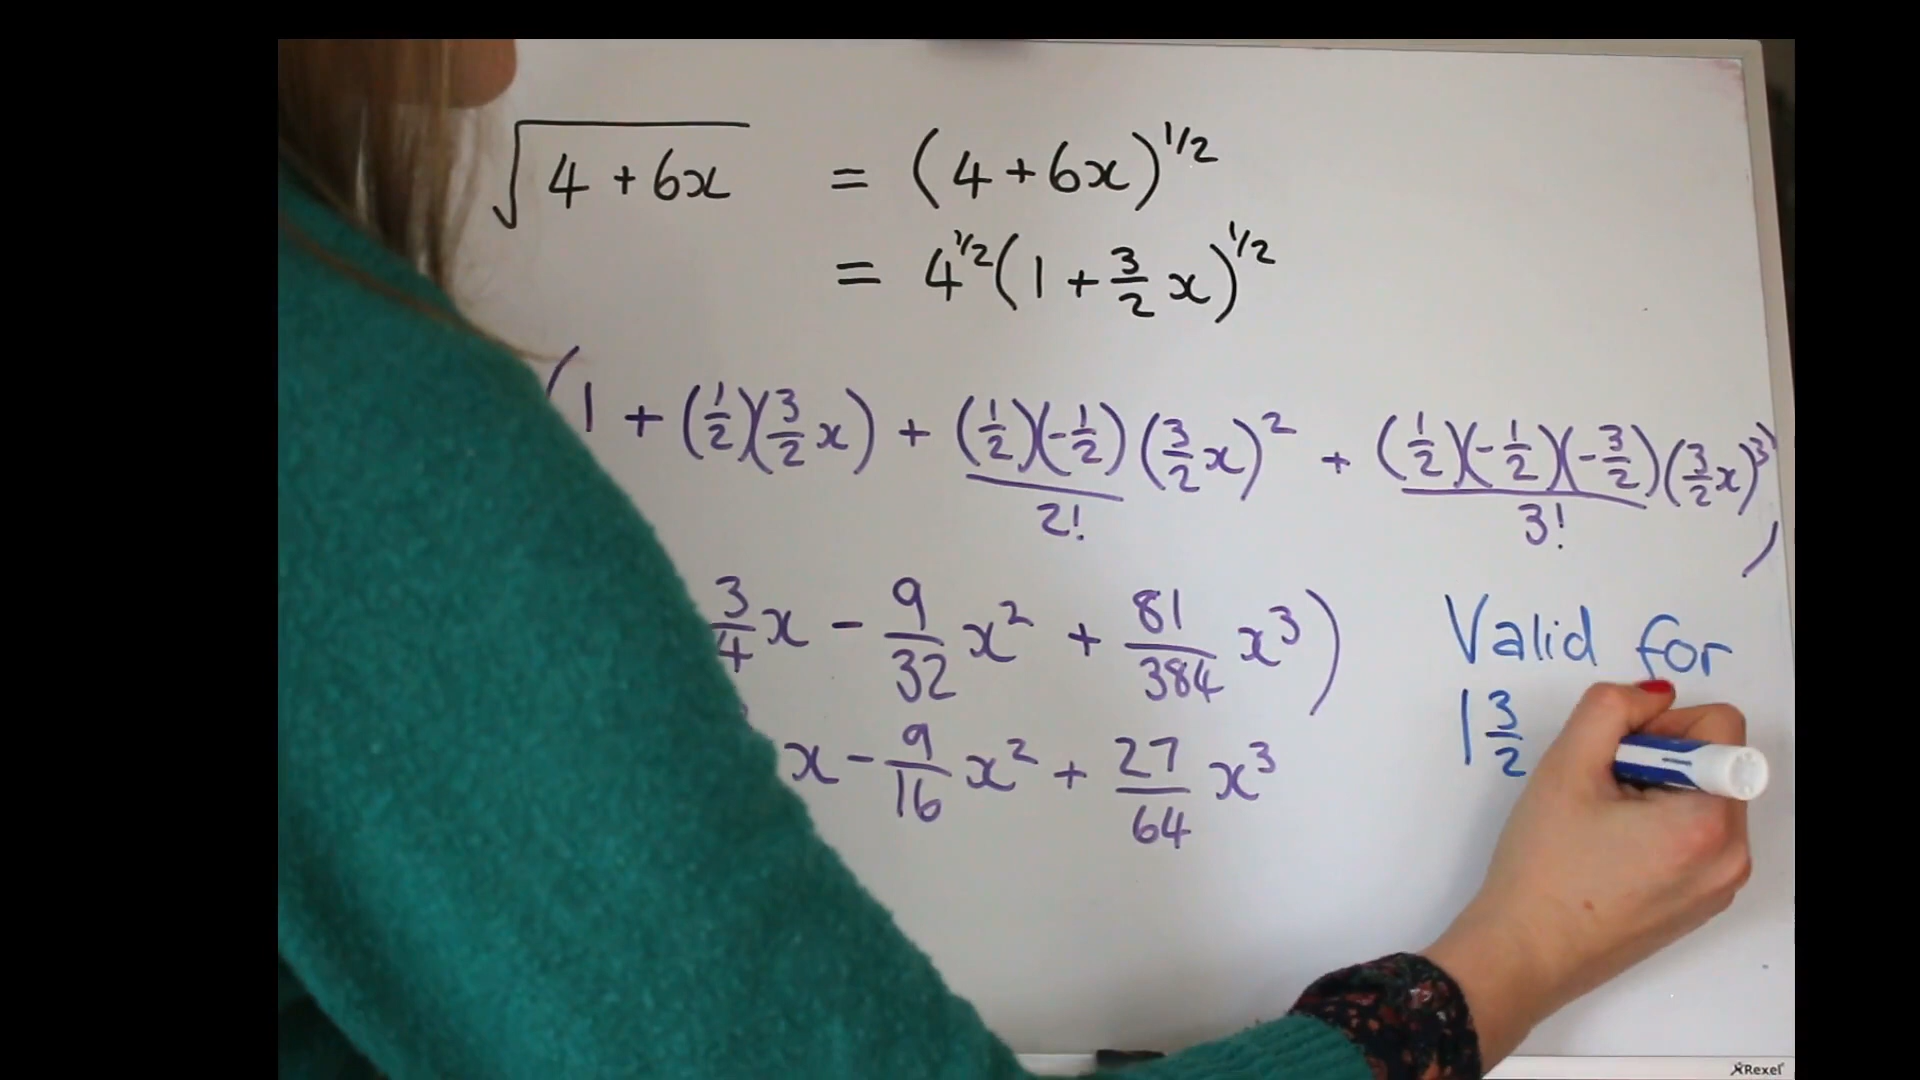 √(4 + 6x) = (4 + 6x)^1/2
= 4^1/2 (1 + 3/2 x)^1/2
(1 + (1/2)(3/2 x) + (1/2)(-1/2)/2! (3/2 x)^2 + (1/2)(-1/2)(-3/2)/3! (3/2 x)^3)
3/4 x - 9/32 x^2 + 81/384 x^3)
x - 9/16 x^2 + 27/64 x^3
Valid for
|3/2
Rexel